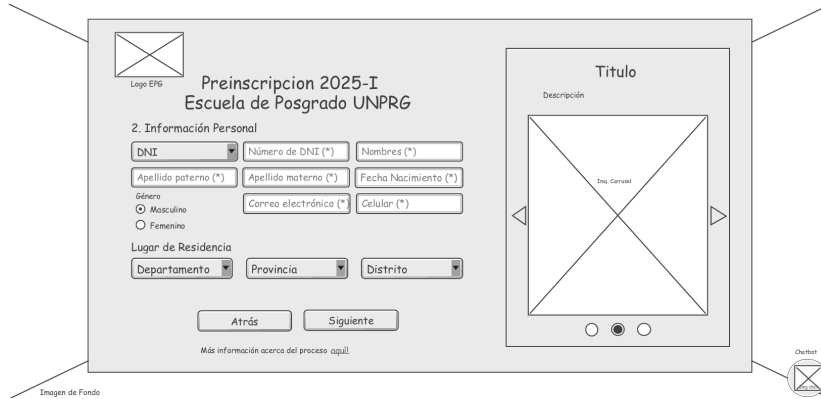 Logo EPG
Preinscripcion 2025-I
Escuela de Posgrado UNPRG
2. Información Personal
DNI
Número de DNI (*)
Nombres (*)
Apellido paterno (*)
Apellido materno (*)
Fecha Nacimiento (*)
Género
Masculino
Femenino
Correo electrónico (*)
Celular (*)
Lugar de Residencia
Departamento
Provincia
Distrito
Atrás
Siguiente
Más información acerca del proceso aquí!
Titulo
Descripción
Img. Carrusel
Imagen de Fondo
Chatbot